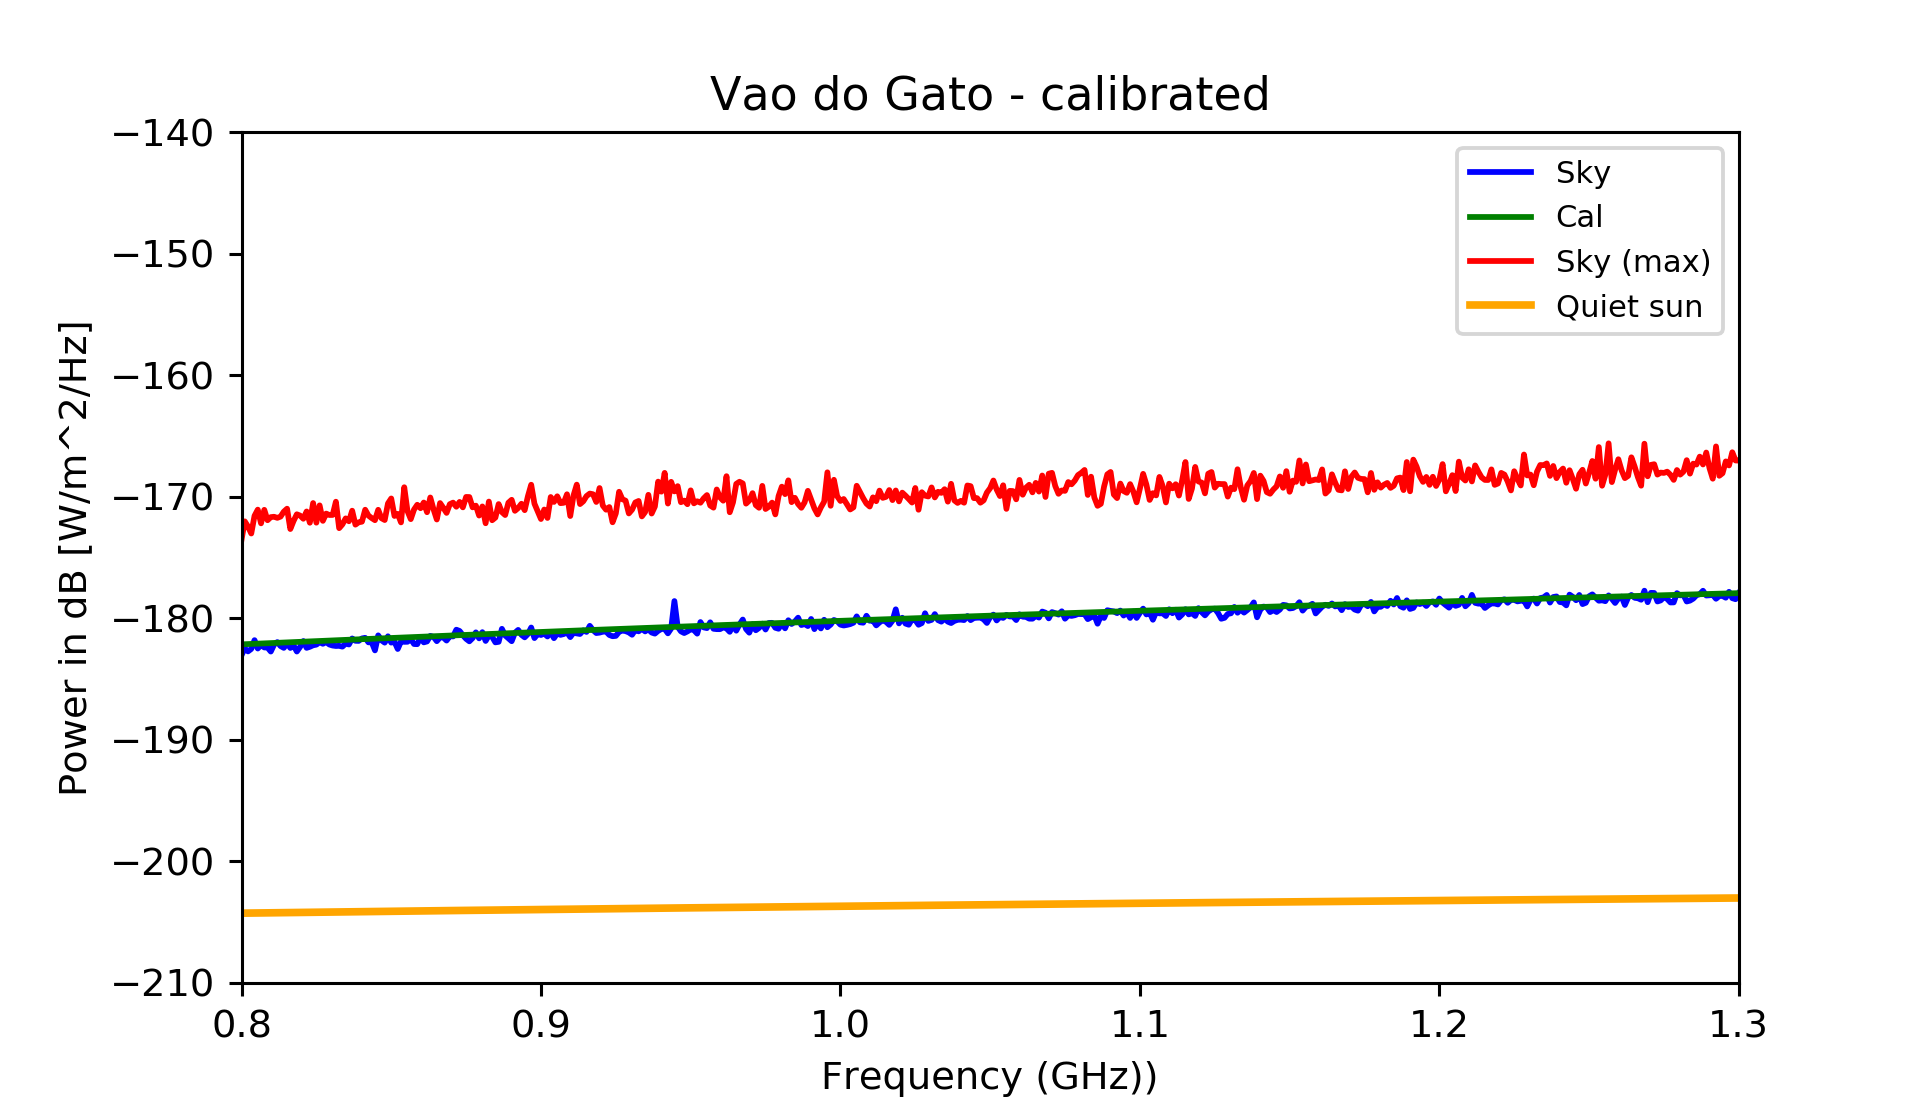 Vao do Gato - calibrated
−140
−150
−160
−170
−180
−190
−200
−210
Power in dB [W/m^2/Hz]
Sky
Cal
Sky (max)
Quiet sun
0.8 0.9 1.0 1.1 1.2 1.3
Frequency (GHz))